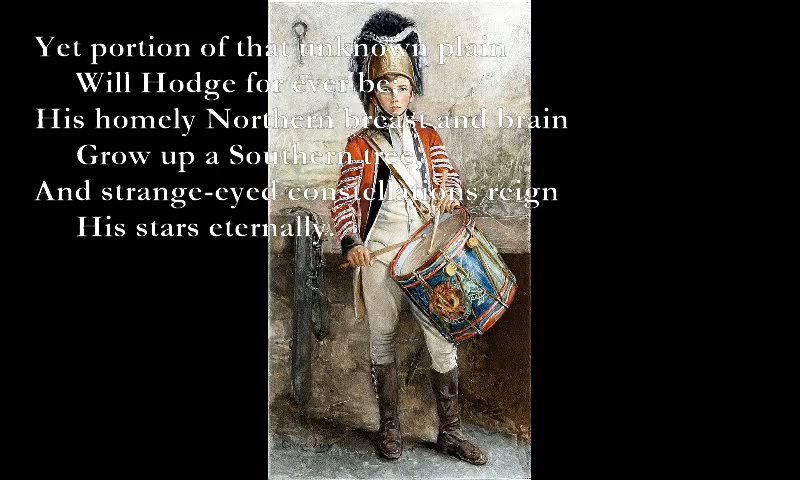 Yet portion of that unknown plain
Will Hodge for ever be;
His homely Northern breast and brain
Grow up a Southern tree,
And strange-eyed constellations reign
His stars eternally.